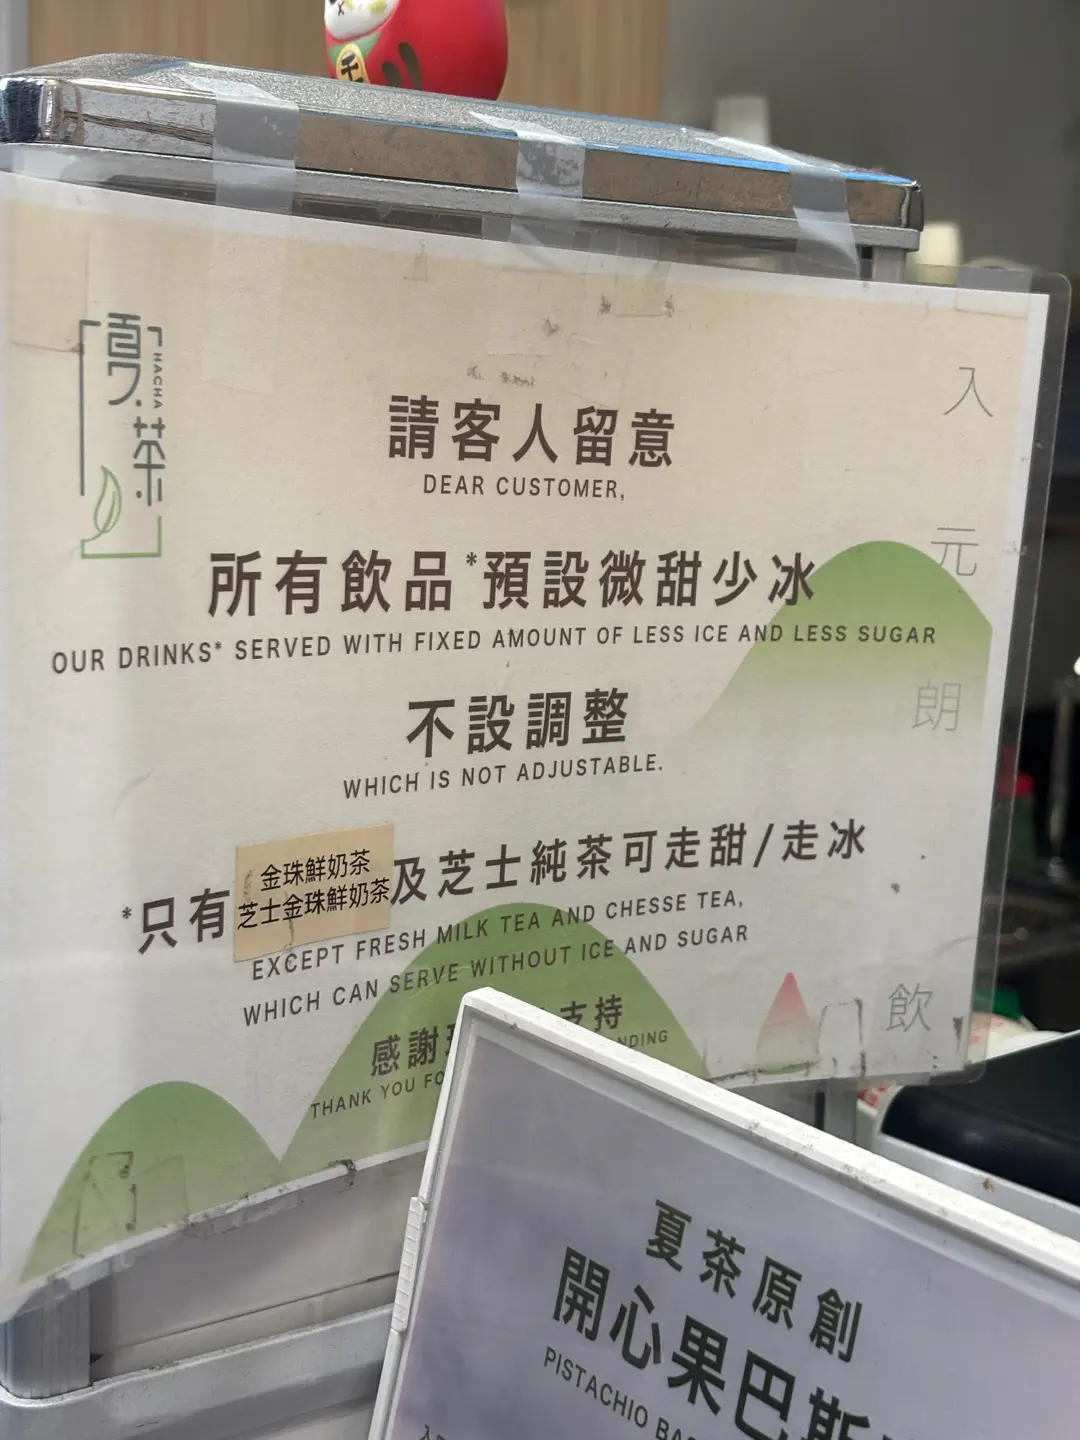 千
夏茶
HACHA
請客人留意
DEAR CUSTOMER,
所有飲品*預設微甜少冰
OUR DRINKS* SERVED WITH FIXED AMOUNT OF LESS ICE AND LESS SUGAR
不設調整
WHICH IS NOT ADJUSTABLE.
金珠鮮奶茶
芝士金珠鮮奶茶
*只有及芝士純茶可走甜/走冰
EXCEPT FRESH MILK TEA AND CHESSE TEA,
WHICH CAN SERVE WITHOUT ICE AND SUGAR
感謝 支持
THANK YOU
入元朗飲
夏茶原創
開心果巴斯
PISTACHIO